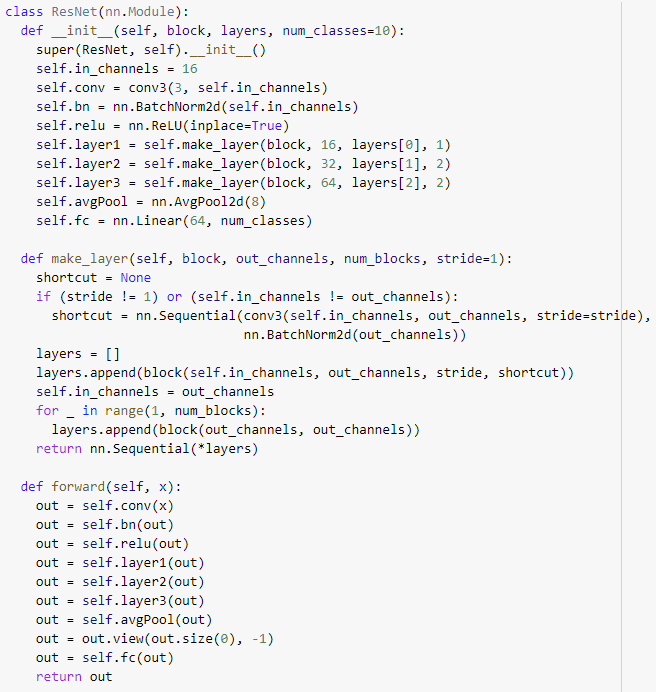 class ResNet(nn.Module):
  def __init__(self, block, layers, num_classes=10):
    super(ResNet, self).__init__()
    self.in_channels = 16
    self.conv = conv3(3, self.in_channels)
    self.bn = nn.BatchNorm2d(self.in_channels)
    self.relu = nn.ReLU(inplace=True)
    self.layer1 = self.make_layer(block, 16, layers[0], 1)
    self.layer2 = self.make_layer(block, 32, layers[1], 2)
    self.layer3 = self.make_layer(block, 64, layers[2], 2)
    self.avgPool = nn.AvgPool2d(8)
    self.fc = nn.Linear(64, num_classes)

  def make_layer(self, block, out_channels, num_blocks, stride=1):
    shortcut = None
    if (stride != 1) or (self.in_channels != out_channels):
      shortcut = nn.Sequential(conv3(self.in_channels, out_channels, stride=stride),
                               nn.BatchNorm2d(out_channels))
    layers = []
    layers.append(block(self.in_channels, out_channels, stride, shortcut))
    self.in_channels = out_channels
    for _ in range(1, num_blocks):
      layers.append(block(out_channels, out_channels))
    return nn.Sequential(*layers)

  def forward(self, x):
    out = self.conv(x)
    out = self.bn(out)
    out = self.relu(out)
    out = self.layer1(out)
    out = self.layer2(out)
    out = self.layer3(out)
    out = self.avgPool(out)
    out = out.view(out.size(0), -1)
    out = self.fc(out)
    return out